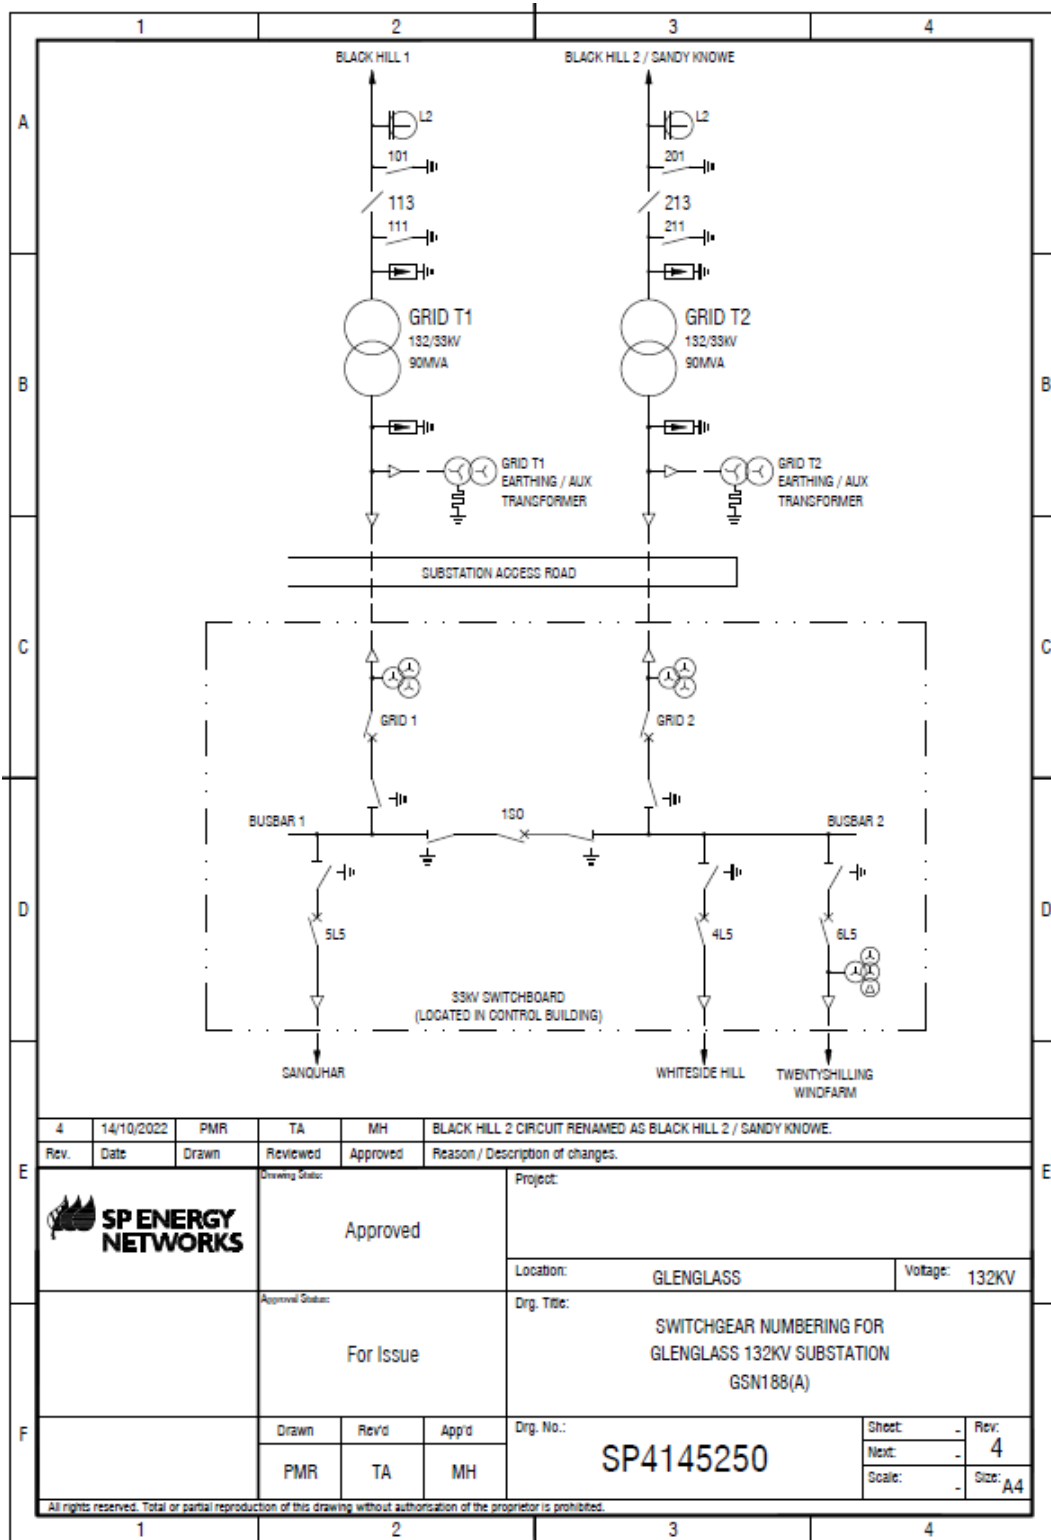 1 2 3 4
BLACK HILL 1
BLACK HILL 2 / SANDY KNOWE
A
L2
L2
101
201
113
213
111
211
GRID T1
132/33kV
90MVA
GRID T2
132/33kV
90MVA
B
B
GRID T1
EARTHING / AUX
TRANSFORMER
GRID T2
EARTHING / AUX
TRANSFORMER
SUBSTATION ACCESS ROAD
C
C
GRID 1
GRID 2
BUSBAR 1
1S0
BUSBAR 2
D
D
5L5
4L5
6L5
33kV SWITCHBOARD
(LOCATED IN CONTROL BUILDING)
SANQUHAR
WHITESIDE HILL
TWENTYSHILLING
WINDFARM
4 14/10/2022 PMR TA MH BLACK HILL 2 CIRCUIT RENAMED AS BLACK HILL 2 / SANDY KNOWE.
Rev. Date Drawn Reviewed Approved Reason / Description of changes.
E
E
SP ENERGY
NETWORKS
Drawing Status:
Approved
Project:
Location: GLENGLASS
Voltage: 132KV
Approval Status:
For Issue
Drg. Title:
SWITCHGEAR NUMBERING FOR
GLENGLASS 132KV SUBSTATION
GSN188(A)
F
Drawn Rev'd App'd
PMR TA MH
Drg. No.:
SP4145250
Sheet: -
Next: -
Scale: -
Rev:
4
Size: A4
All rights reserved. Total or partial reproduction of this drawing without authorisation of the proprietor is prohibited.
1 2 3 4